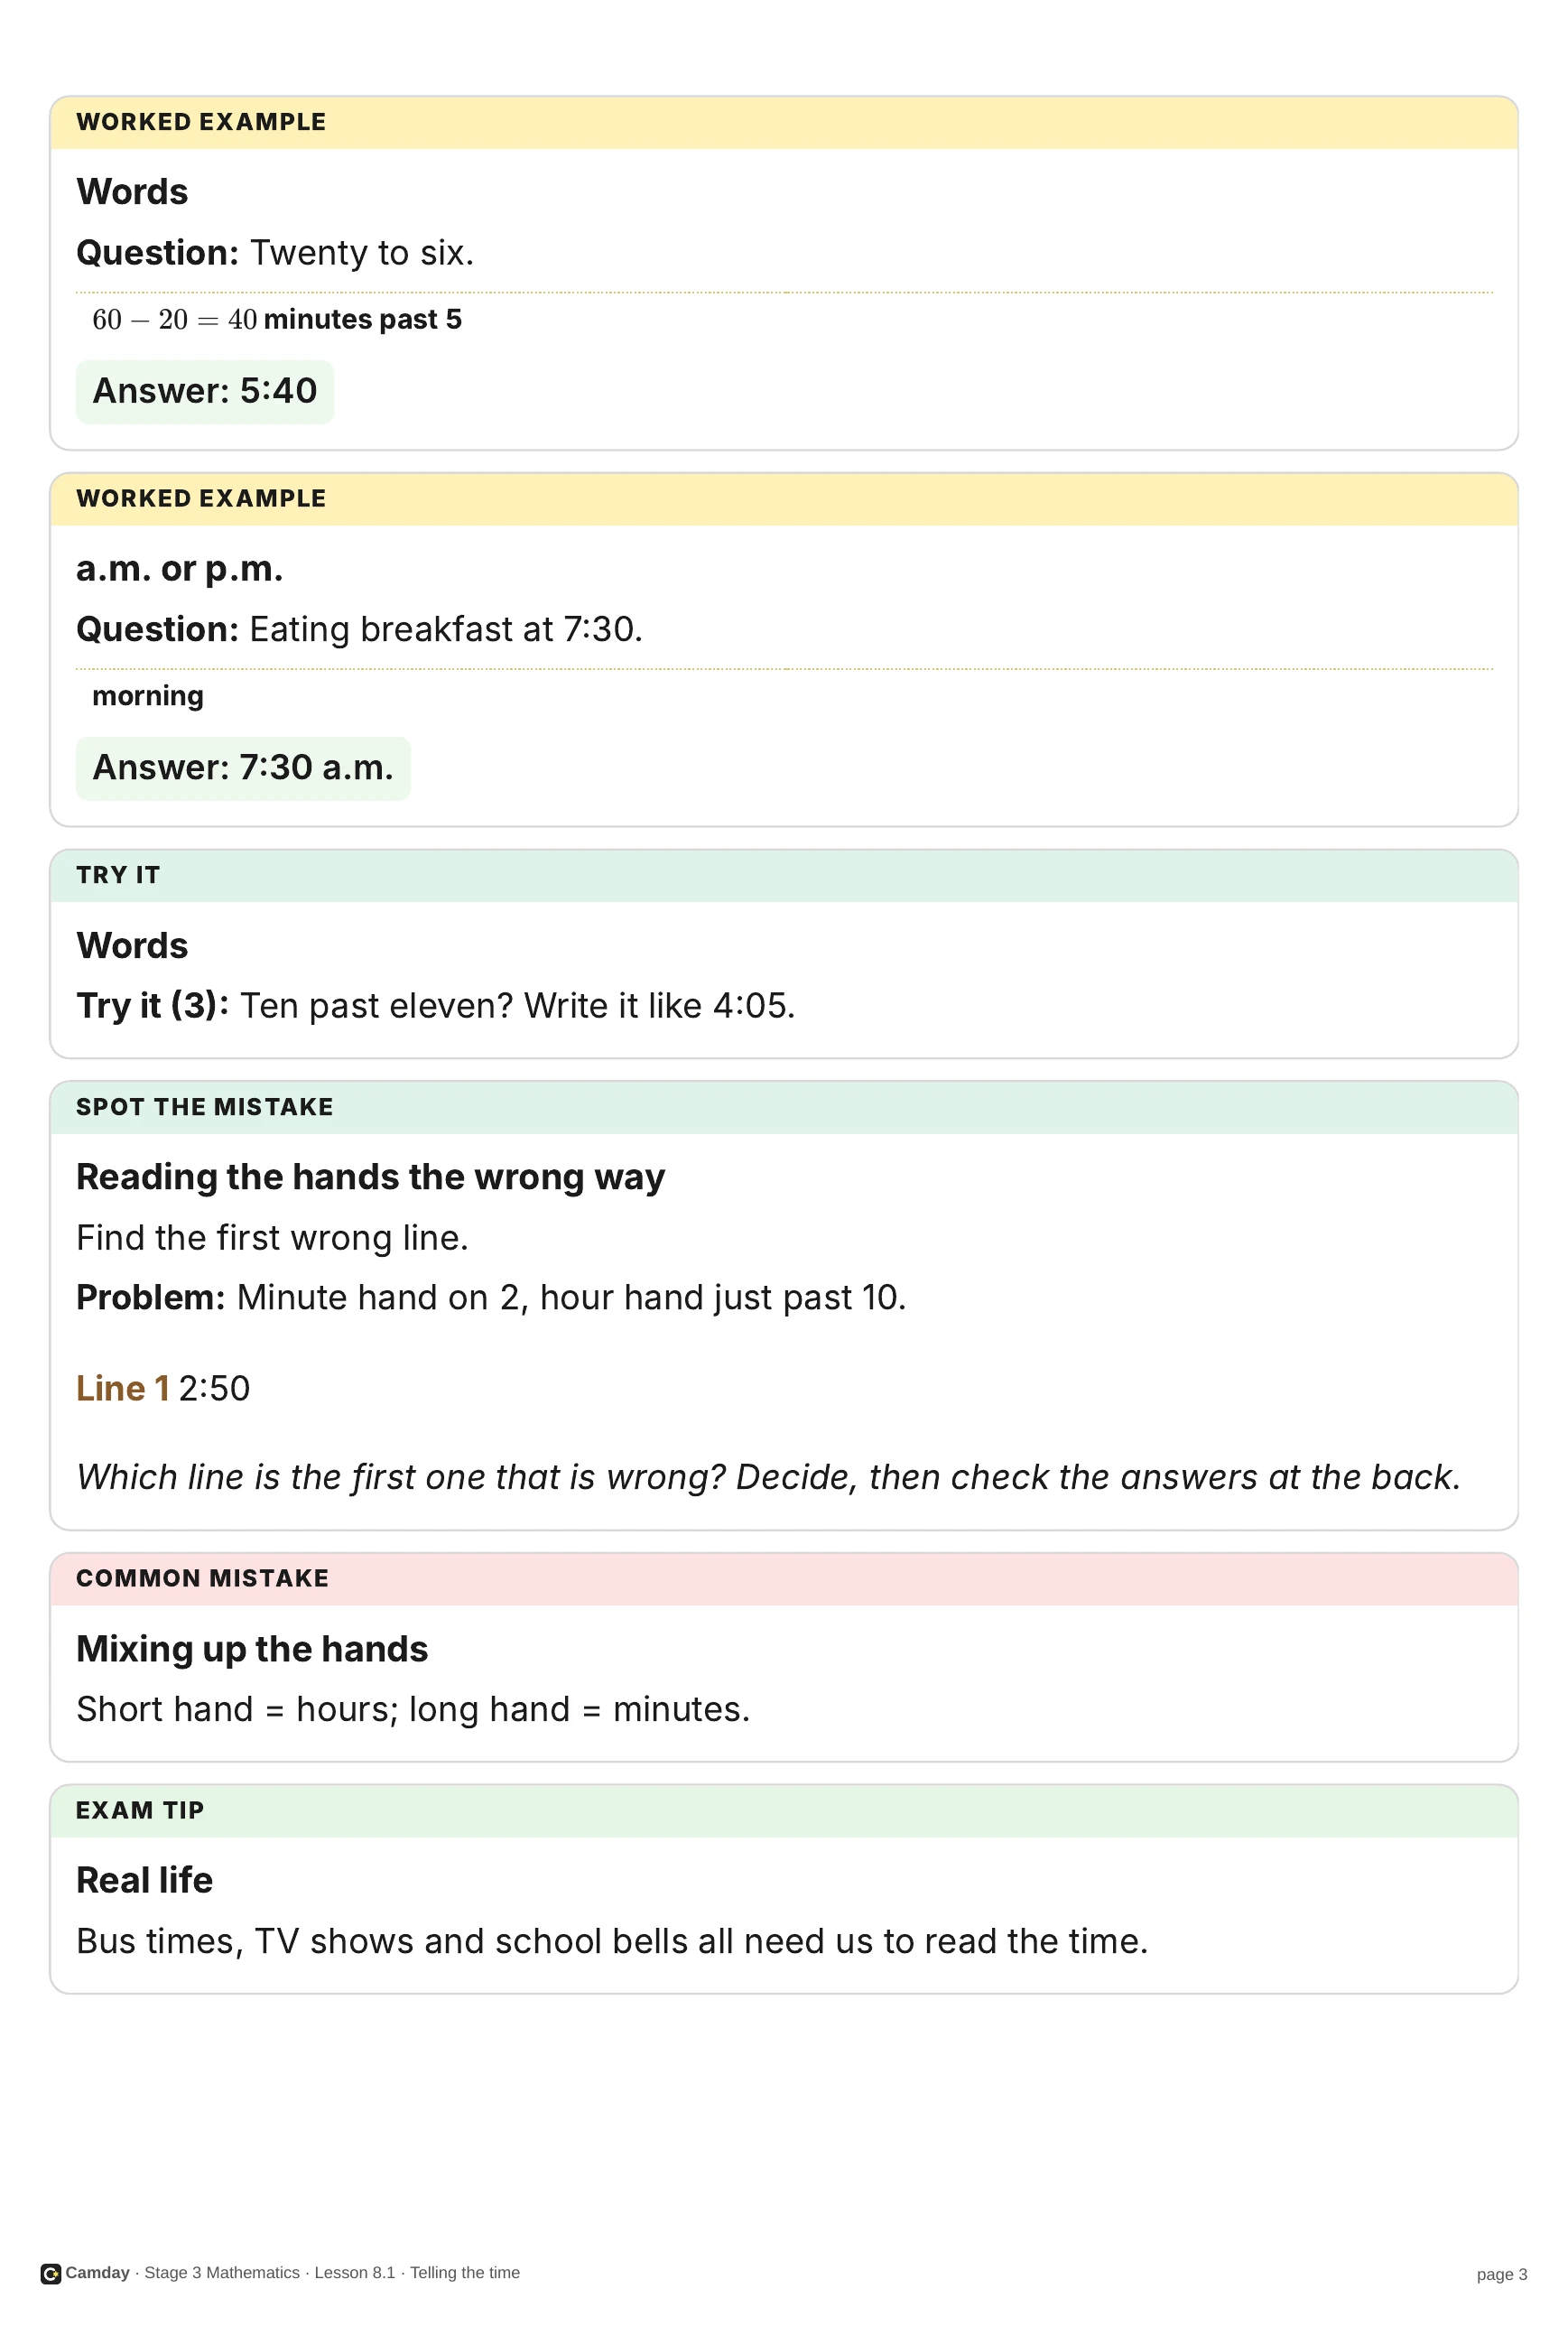 WORKED EXAMPLE
Words
Question: Twenty to six.
60 − 20 = 40 minutes past 5
Answer: 5:40
WORKED EXAMPLE
a.m. or p.m.
Question: Eating breakfast at 7:30.
morning
Answer: 7:30 a.m.
TRY IT
Words
Try it (3): Ten past eleven? Write it like 4:05.
SPOT THE MISTAKE
Reading the hands the wrong way
Find the first wrong line.
Problem: Minute hand on 2, hour hand just past 10.
Line 1 2:50
Which line is the first one that is wrong? Decide, then check the answers at the back.
COMMON MISTAKE
Mixing up the hands
Short hand = hours; long hand = minutes.
EXAM TIP
Real life
Bus times, TV shows and school bells all need us to read the time.
Camday · Stage 3 Mathematics · Lesson 8.1 · Telling the time
page 3